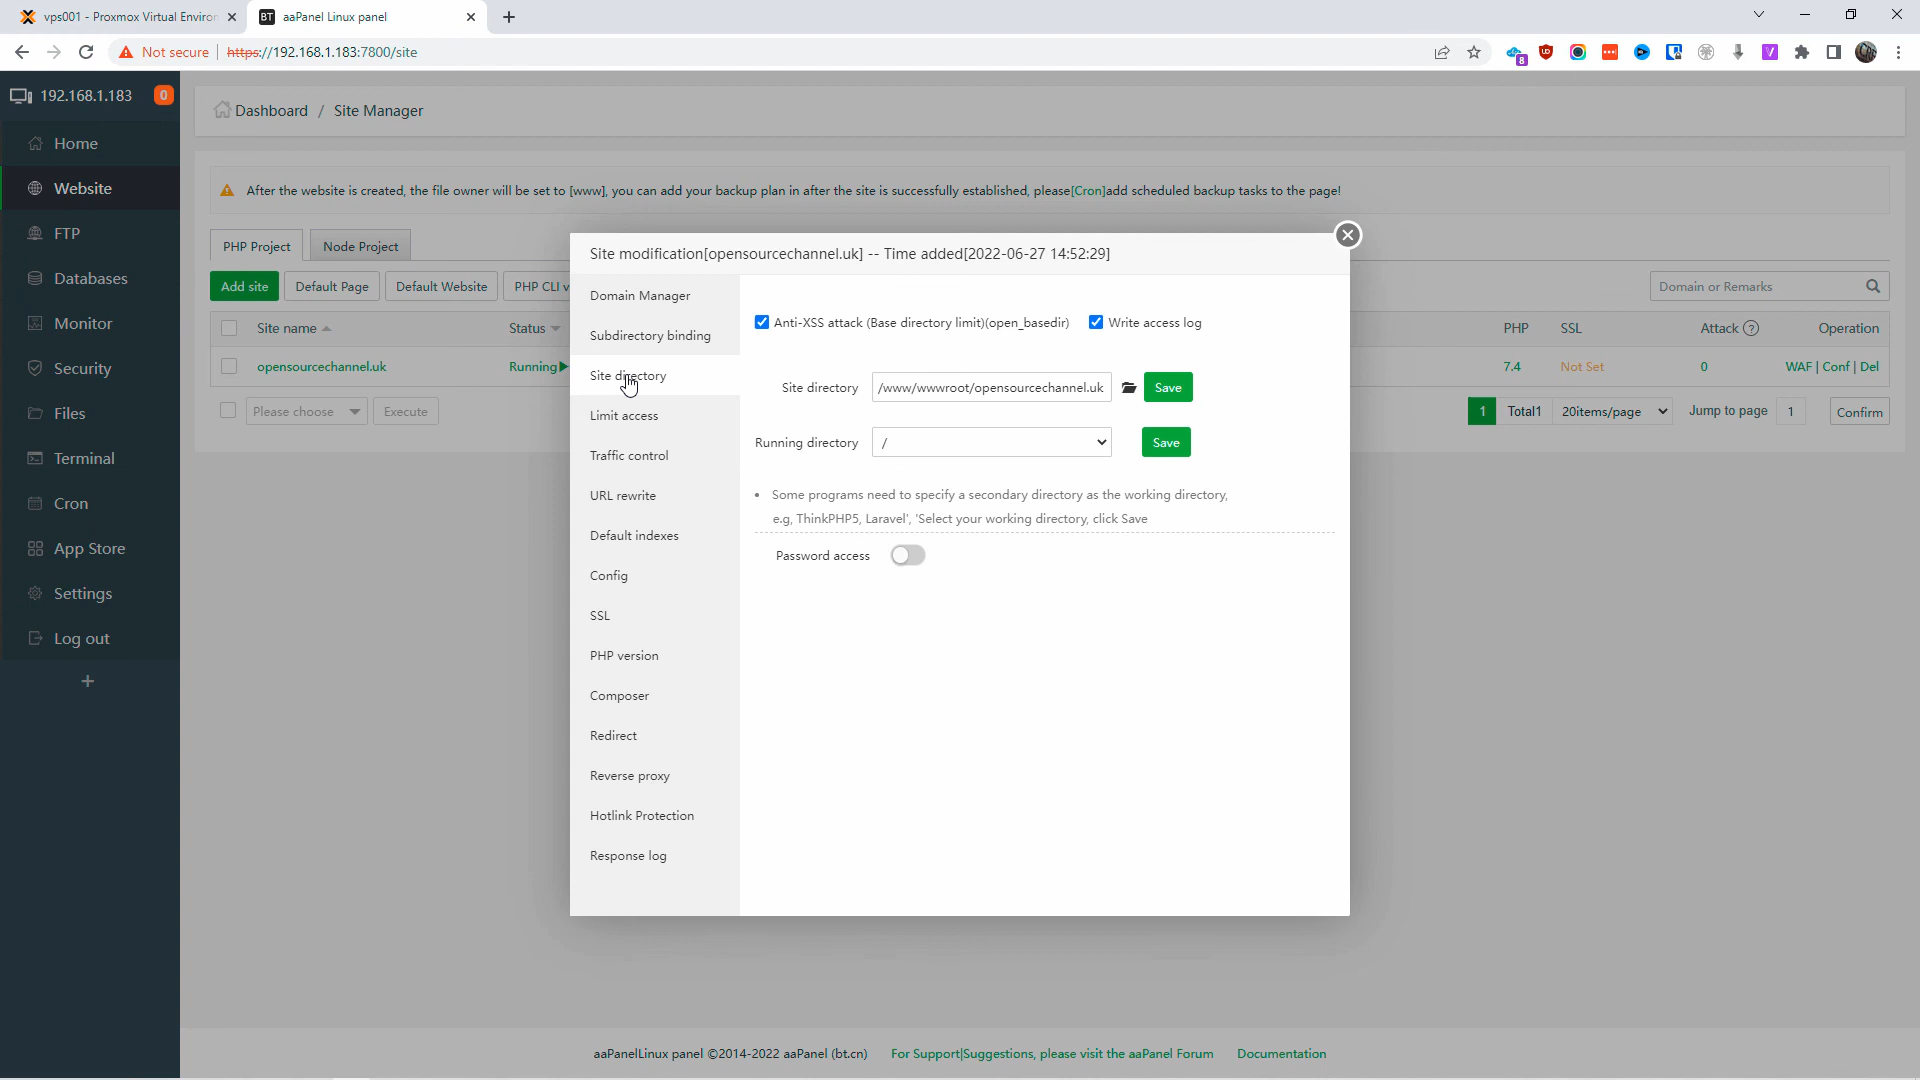 vps001 - Proxmox Virtual Environ
BT aaPanel Linux panel
Not secure https://192.168.1.183:7800/site
8
192.168.1.183 0
Home
Website
FTP
Databases
Monitor
Security
Files
Terminal
Cron
App Store
Settings
Log out
Dashboard / Site Manager
After the website is created, the file owner will be set to [www], you can add your backup plan in after the site is successfully established, please[Cron]add scheduled backup tasks to the page!
PHP Project Node Project
Add site Default Page Default Website PHP CLI v
Domain or Remarks
Site name Status PHP SSL Attack ? Operation
opensourcechannel.uk Running 7.4 Not Set 0 WAF | Conf | Del
Please choose Execute 1 Total1 20items/page Jump to page 1 Confirm
Site modification[opensourcechannel.uk] -- Time added[2022-06-27 14:52:29]
Domain Manager
Subdirectory binding
Site directory
Limit access
Traffic control
URL rewrite
Default indexes
Config
SSL
PHP version
Composer
Redirect
Reverse proxy
Hotlink Protection
Response log
Anti-XSS attack (Base directory limit)(open_basedir) Write access log
Site directory /www/wwwroot/opensourcechannel.uk Save
Running directory / Save
Some programs need to specify a secondary directory as the working directory,
e.g, ThinkPHP5, Laravel', 'Select your working directory, click Save
Password access
aaPanelLinux panel ©2014-2022 aaPanel (bt.cn) For Support|Suggestions, please visit the aaPanel Forum Documentation